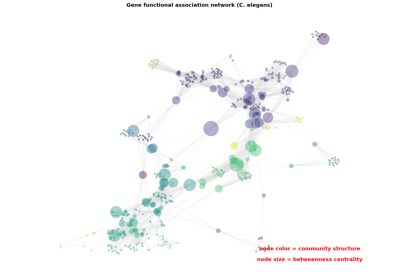 Gene functional association network (C. elegans)
node color = community structure
node size = betweenness centrality